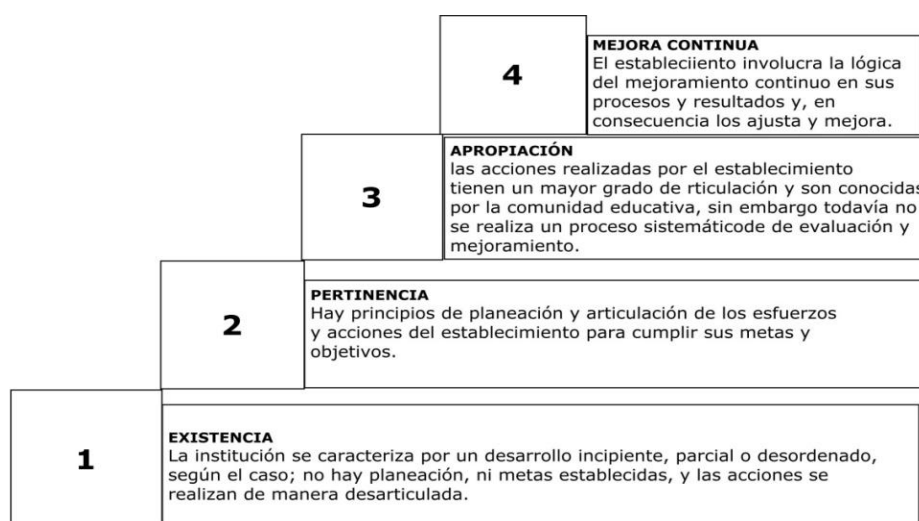 4
MEJORA CONTINUA
El estableciiento involucra la lógica
del mejoramiento continuo en sus
procesos y resultados y, en
consecuencia los ajusta y mejora.
3
APROPIACIÓN
las acciones realizadas por el establecimiento
tienen un mayor grado de rticulación y son conocidas
por la comunidad educativa, sin embargo todavía no
se realiza un proceso sistemáticode de evaluación y
mejoramiento.
2
PERTINENCIA
Hay principios de planeación y articulación de los esfuerzos
y acciones del establecimiento para cumplir sus metas y
objetivos.
1
EXISTENCIA
La institución se caracteriza por un desarrollo incipiente, parcial o desordenado,
según el caso; no hay planeación, ni metas establecidas, y las acciones se
realizan de manera desarticulada.